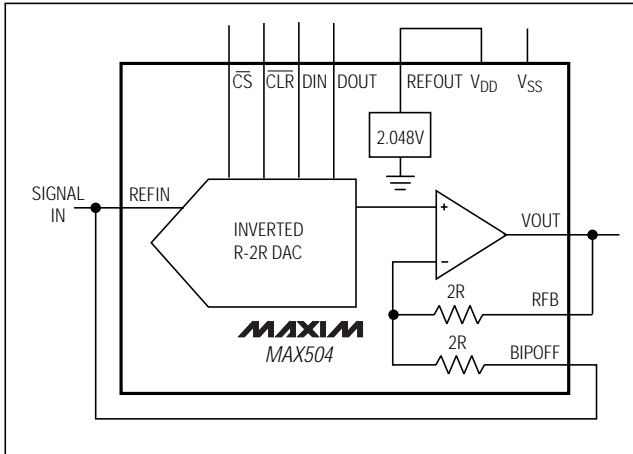 CS CLR DIN DOUT REFOUT VDD VSS
2.048V
SIGNAL
IN
REFIN
INVERTED
R-2R DAC
+
−
VOUT
2R
RFB
2R
BIPOFF
MAXIM
MAX504